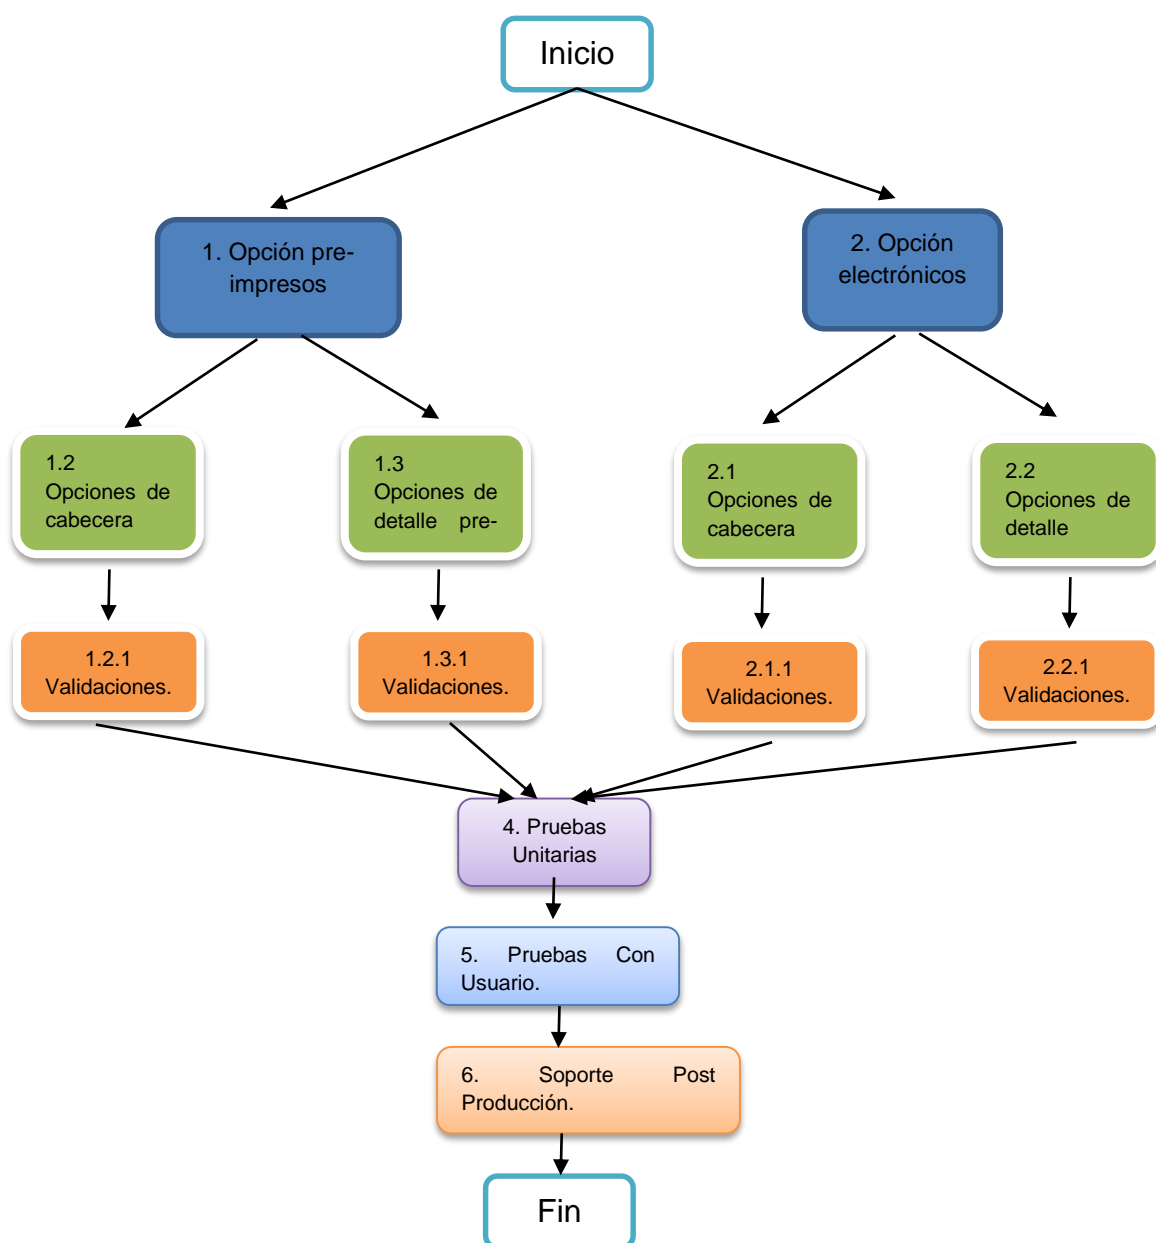 Inicio
1. Opción pre-
impresos
2. Opción
electrónicos
1.2
Opciones de
cabecera
1.3
Opciones de
detalle pre-
2.1
Opciones de
cabecera
2.2
Opciones de
detalle
1.2.1
Validaciones.
1.3.1
Validaciones.
2.1.1
Validaciones.
2.2.1
Validaciones.
4. Pruebas
Unitarias
5. Pruebas Con
Usuario.
6. Soporte Post
Producción.
Fin